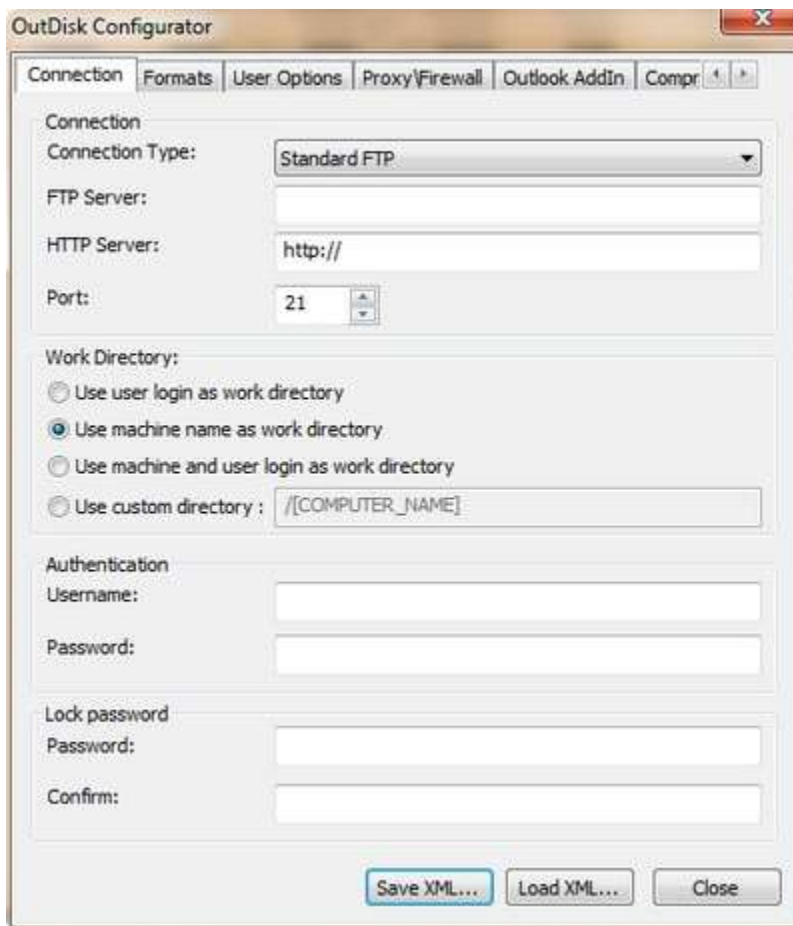 OutDisk Configurator
Connection Formats User Options Proxy\Firewall Outlook AddIn Compr
Connection
Connection Type: Standard FTP
FTP Server:
HTTP Server: http://
Port: 21
Work Directory:
Use user login as work directory
Use machine name as work directory
Use machine and user login as work directory
Use custom directory : /[COMPUTER_NAME]
Authentication
Username:
Password:
Lock password
Password:
Confirm:
Save XML... Load XML... Close